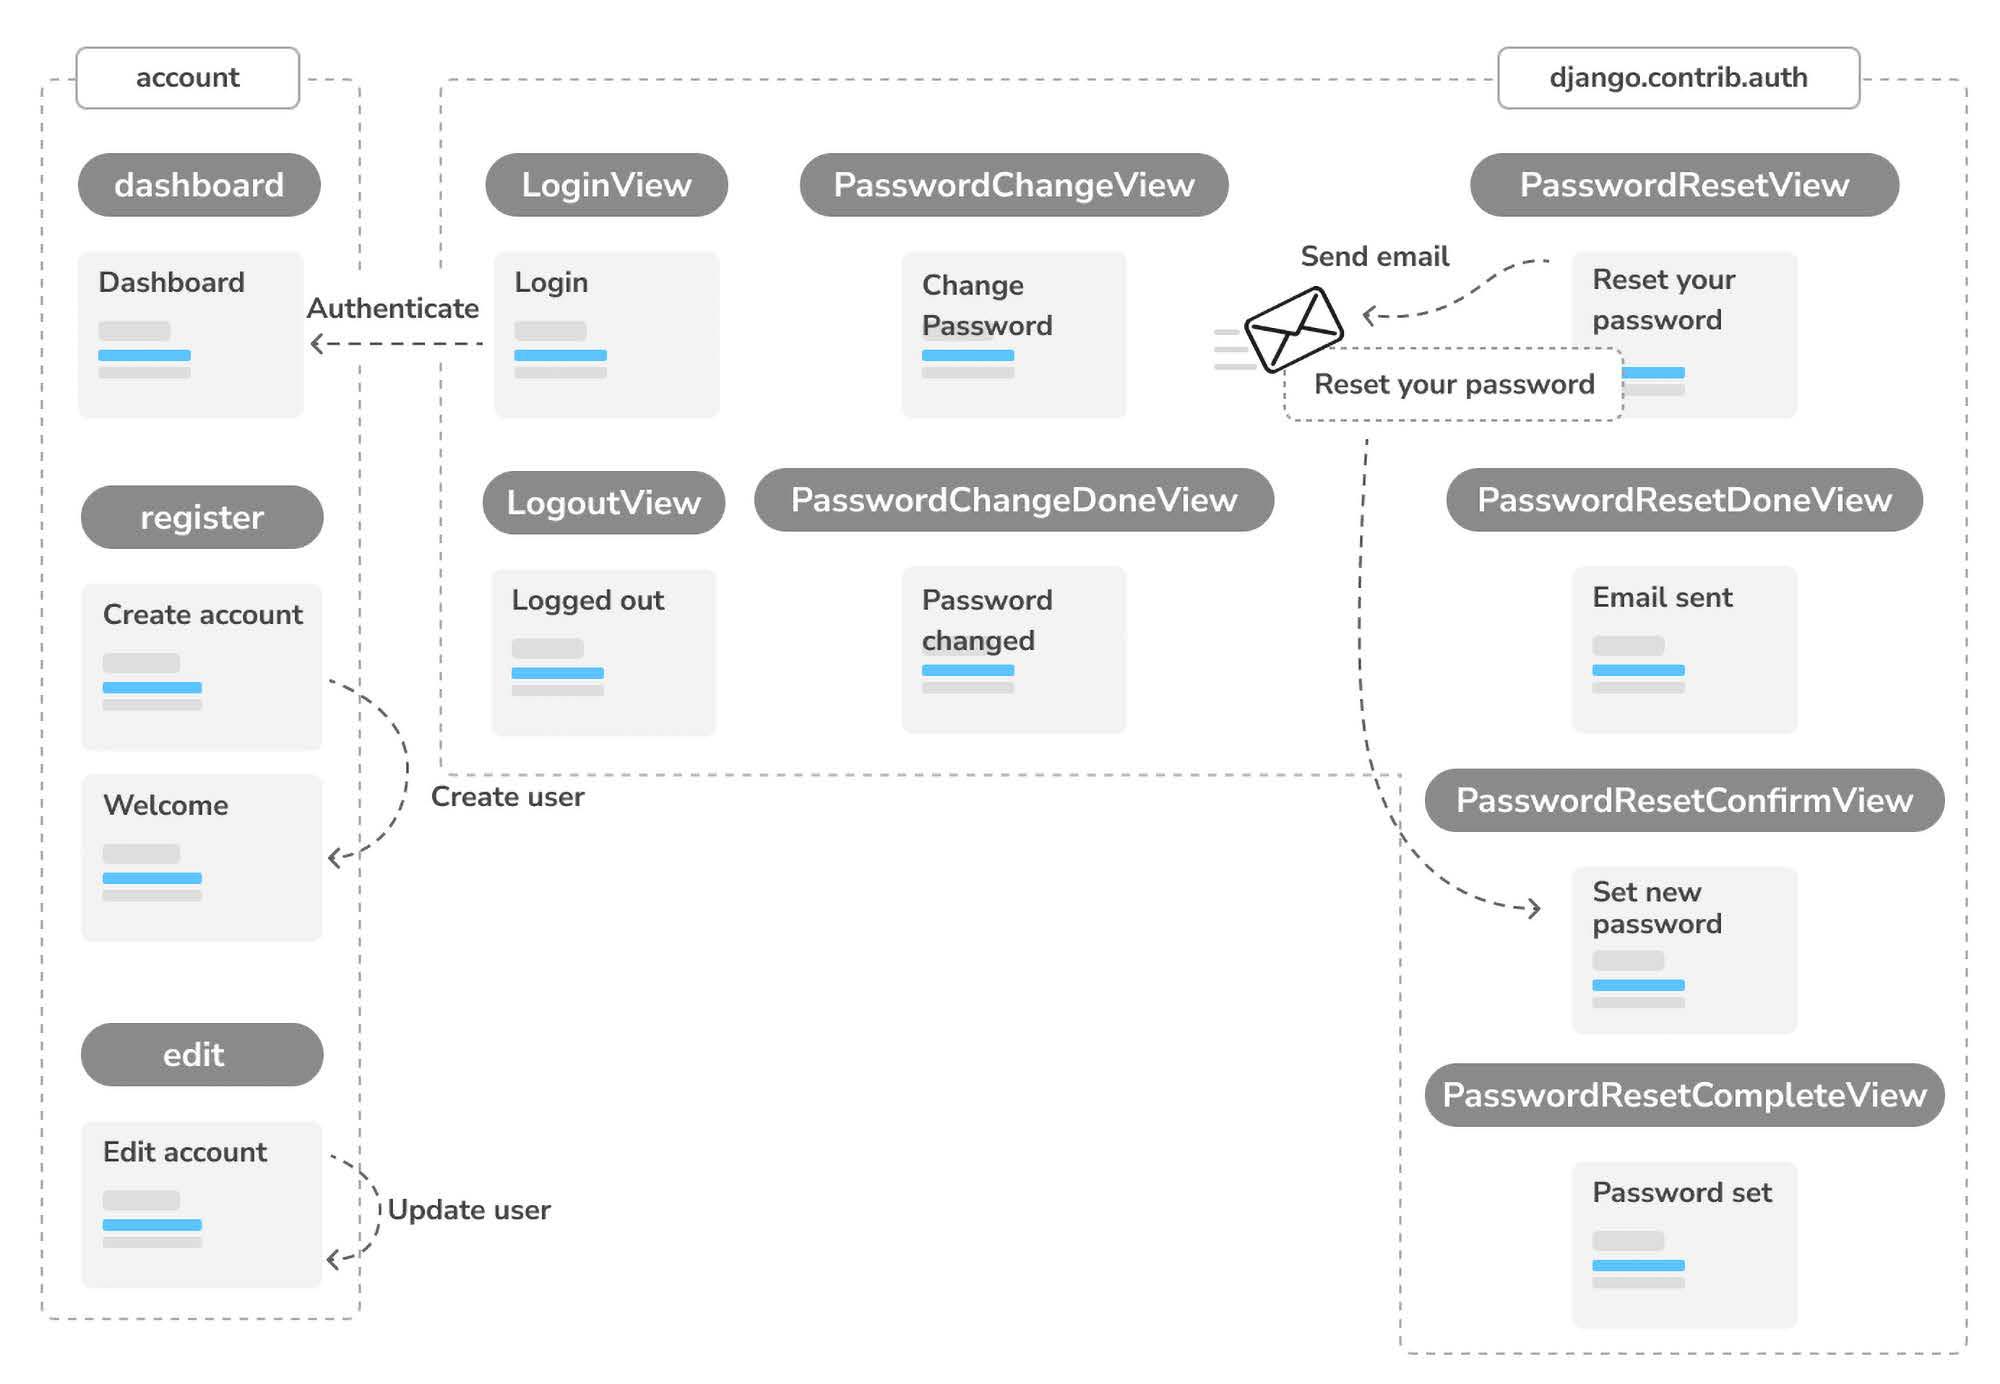 account
django.contrib.auth
dashboard
LoginView
PasswordChangeView
PasswordResetView
Dashboard
Authenticate
Login
Change
Password
Send email
Reset your
password
Reset your password
register
LogoutView
PasswordChangeDoneView
PasswordResetDoneView
Create account
Logged out
Password
changed
Email sent
Welcome
Create user
PasswordResetConfirmView
Set new
password
edit
PasswordResetCompleteView
Edit account
Update user
Password set